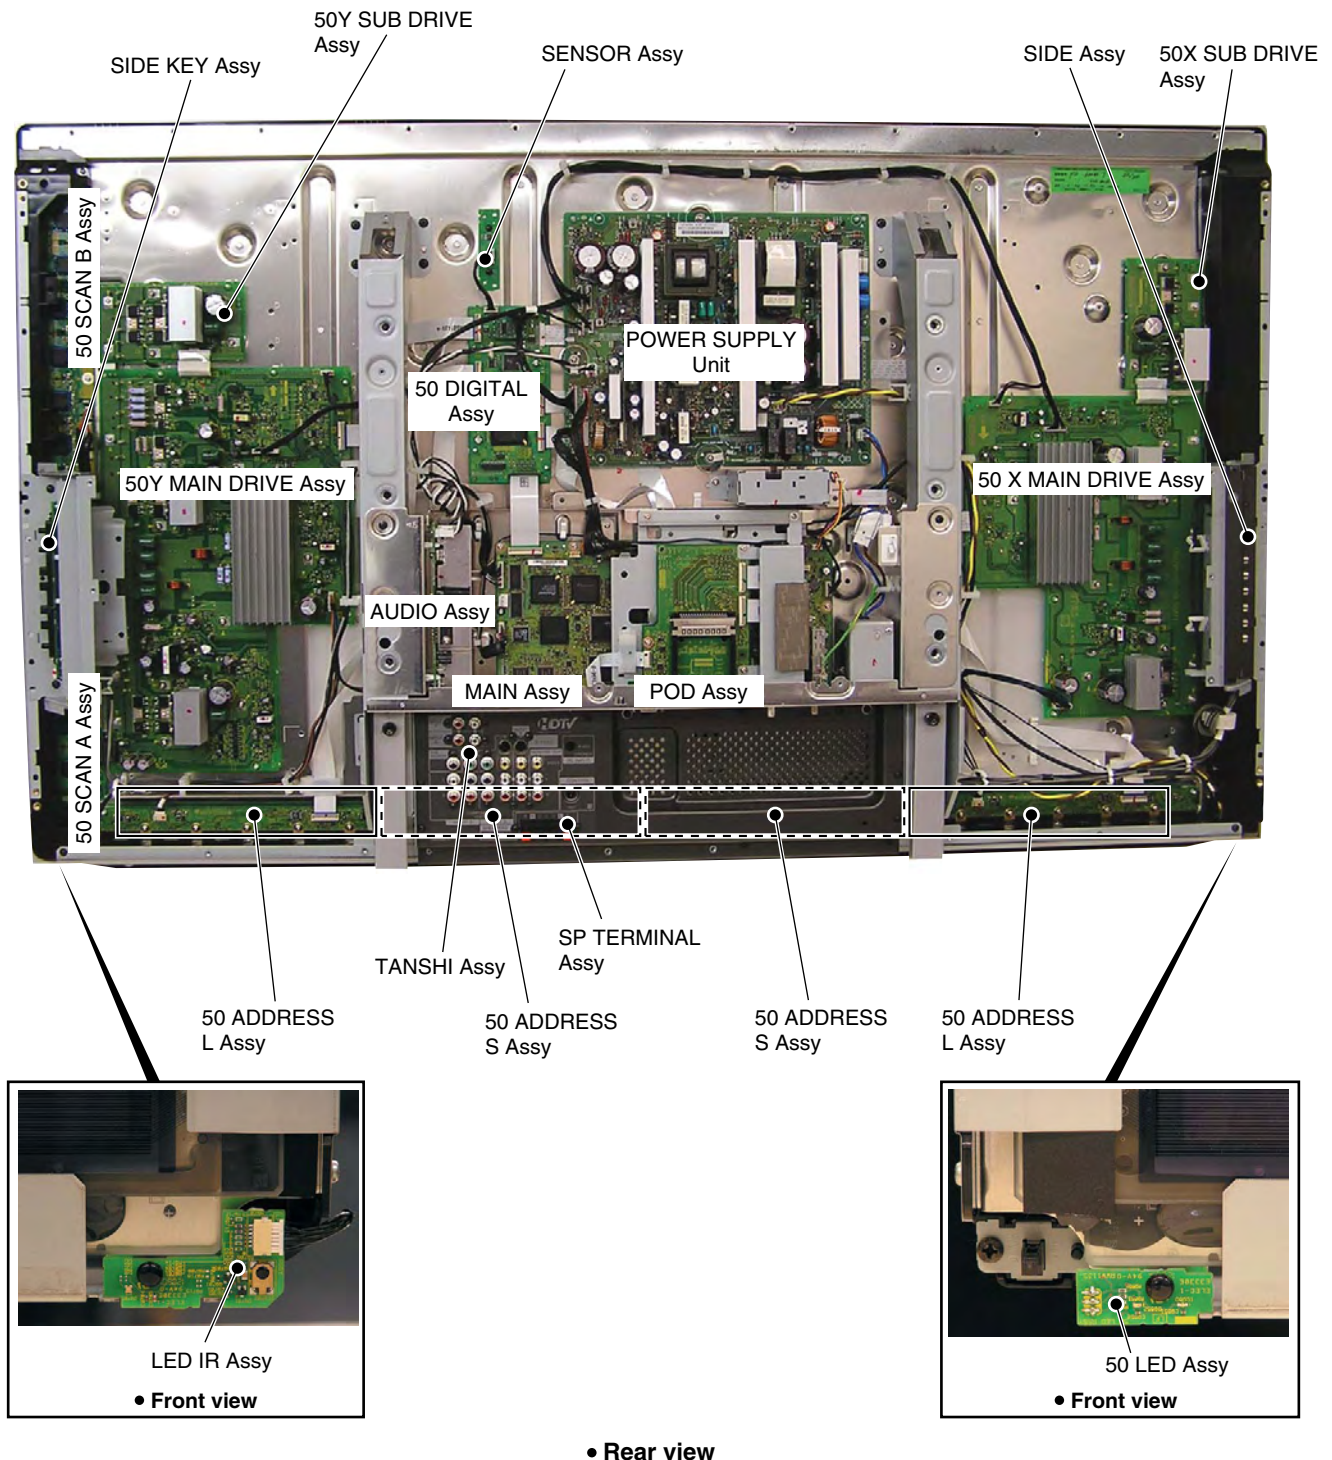 50Y SUB DRIVE
Assy
SIDE KEY Assy
SENSOR Assy
SIDE Assy
50X SUB DRIVE
Assy
50 SCAN B Assy
POWER SUPPLY
Unit
50 DIGITAL
Assy
50Y MAIN DRIVE Assy
50 X MAIN DRIVE Assy
AUDIO Assy
MAIN Assy
POD Assy
50 SCAN A Assy
HDTV
TANSHI Assy
SP TERMINAL
Assy
50 ADDRESS
L Assy
50 ADDRESS
S Assy
50 ADDRESS
S Assy
50 ADDRESS
L Assy
LED IR Assy
• Front view
50 LED Assy
• Front view
• Rear view